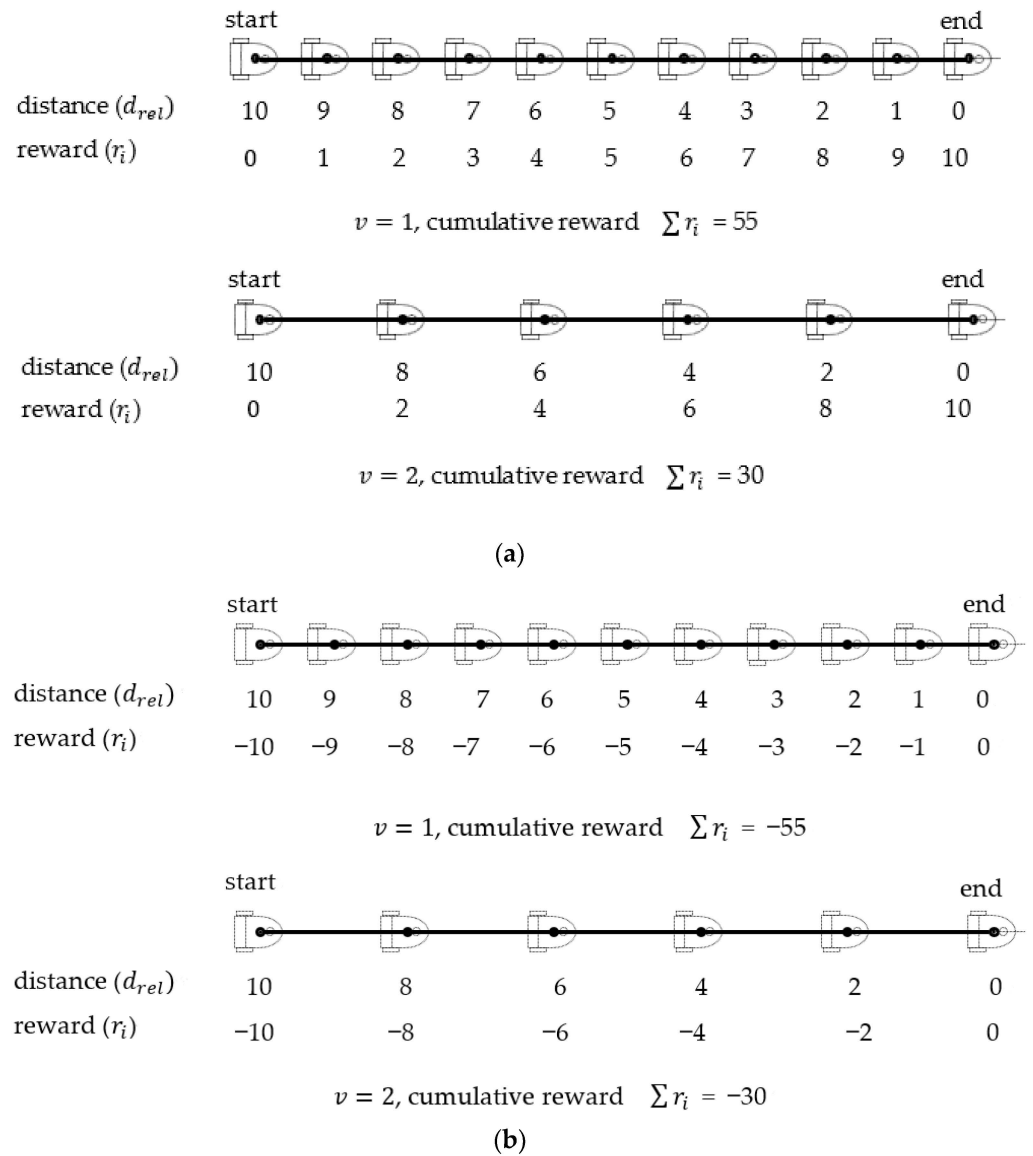 start end
distance (d_rel) 10 9 8 7 6 5 4 3 2 1 0
reward (r_i) 0 1 2 3 4 5 6 7 8 9 10
v = 1, cumulative reward ∑ r_i = 55
start end
distance (d_rel) 10 8 6 4 2 0
reward (r_i) 0 2 4 6 8 10
v = 2, cumulative reward ∑ r_i = 30
(a)
start end
distance (d_rel) 10 9 8 7 6 5 4 3 2 1 0
reward (r_i) −10 −9 −8 −7 −6 −5 −4 −3 −2 −1 0
v = 1, cumulative reward ∑ r_i = −55
start end
distance (d_rel) 10 8 6 4 2 0
reward (r_i) −10 −8 −6 −4 −2 0
v = 2, cumulative reward ∑ r_i = −30
(b)